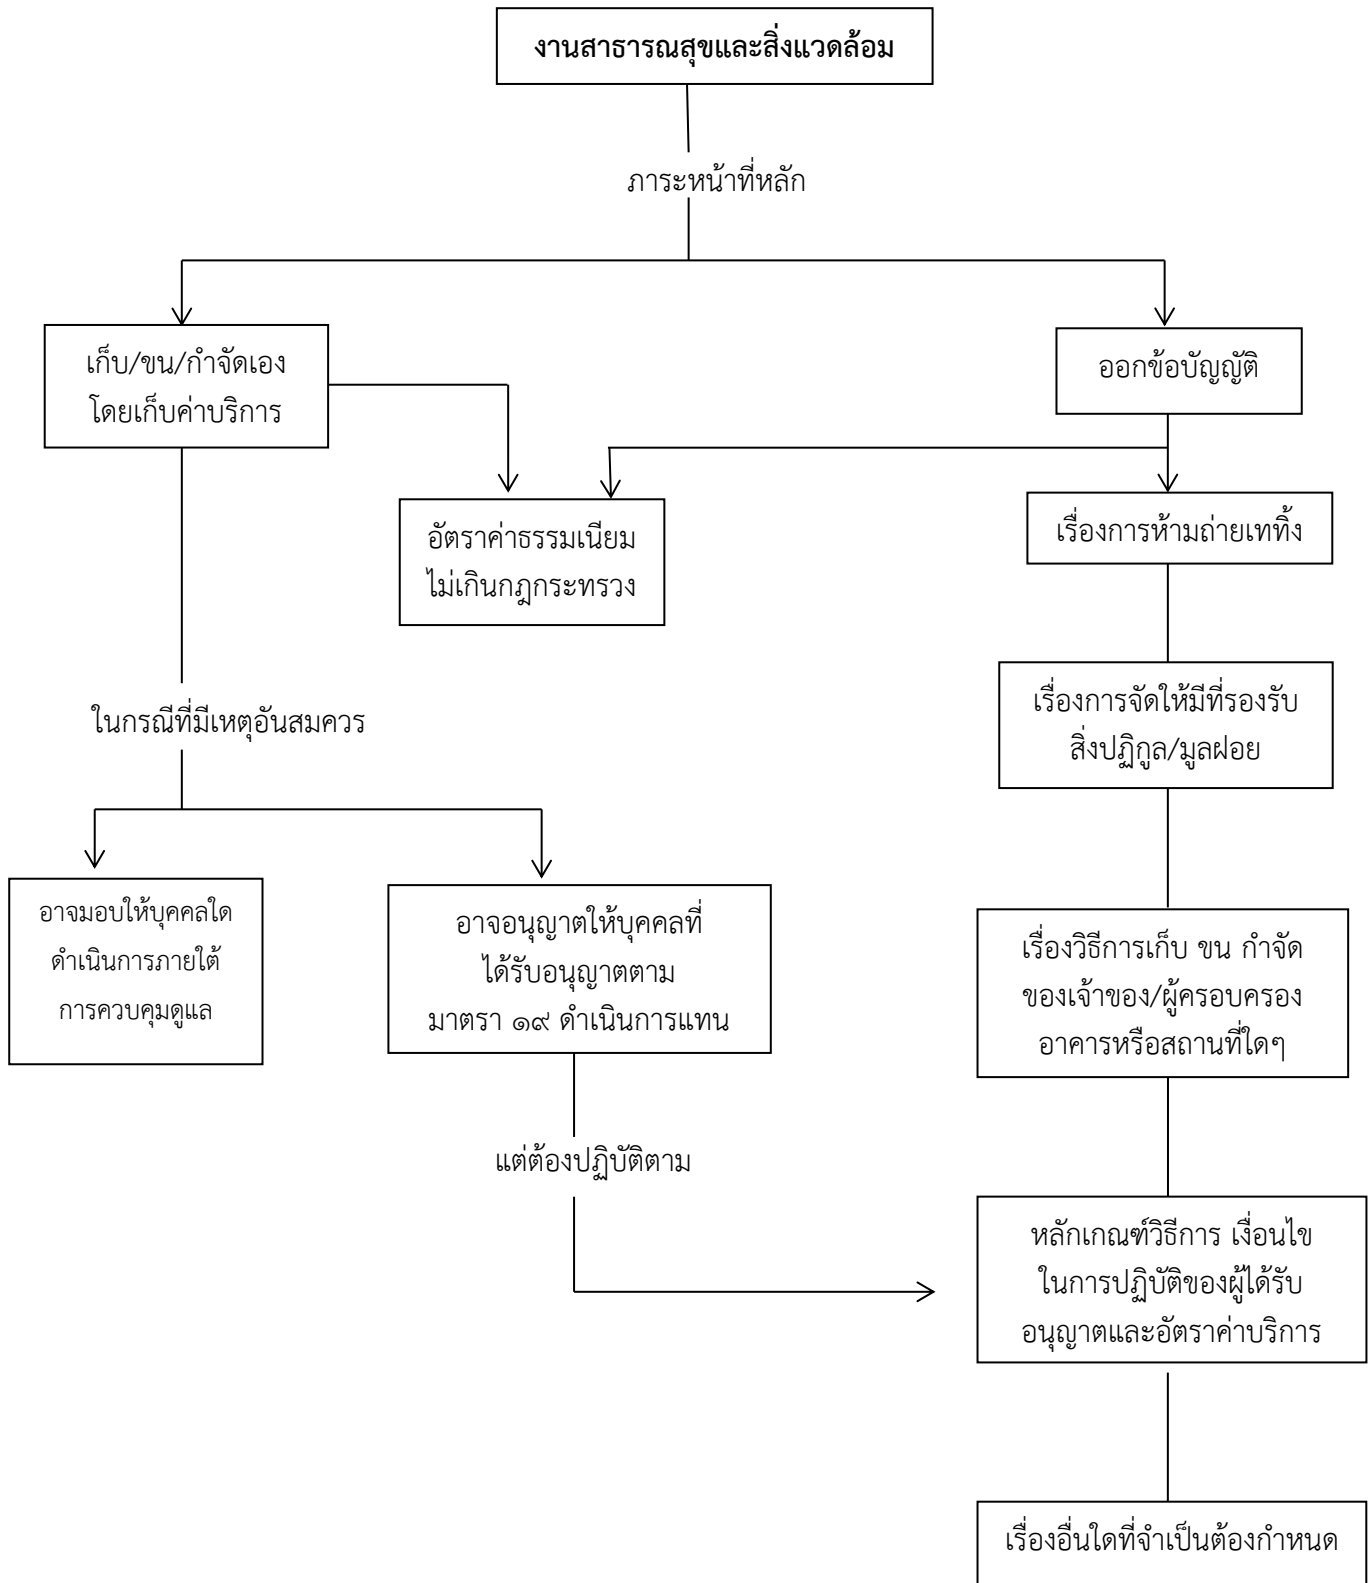 งานสาธารณสุขและสิ่งแวดล้อม
ภาระหน้าที่หลัก
เก็บ/ขน/กำจัดเอง
โดยเก็บค่าบริการ
ออกข้อบัญญัติ
อัตราค่าธรรมเนียม
ไม่เกินกฎกระทรวง
เรื่องการห้ามถ่ายเททิ้ง
เรื่องการจัดให้มีที่รองรับ
สิ่งปฏิกูล/มูลฝอย
ในกรณีที่มีเหตุอันสมควร
อาจมอบให้บุคคลใด
ดำเนินการภายใต้
การควบคุมดูแล
อาจอนุญาตให้บุคคลที่
ได้รับอนุญาตตาม
มาตรา ๑๙ ดำเนินการแทน
เรื่องวิธีการเก็บ ขน กำจัด
ของเจ้าของ/ผู้ครอบครอง
อาคารหรือสถานที่ใดๆ
แต่ต้องปฏิบัติตาม
หลักเกณฑ์วิธีการ เงื่อนไข
ในการปฏิบัติของผู้ได้รับ
อนุญาตและอัตราค่าบริการ
เรื่องอื่นใดที่จำเป็นต้องกำหนด